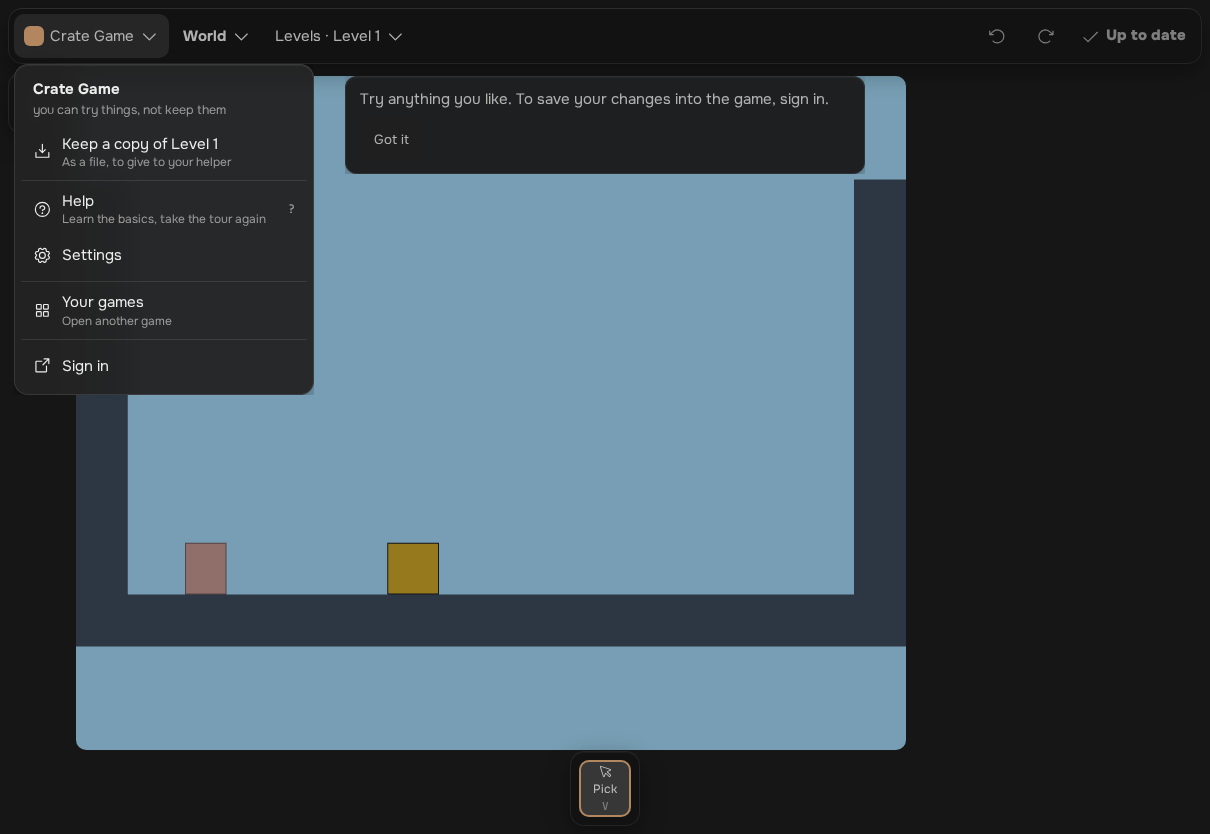 Crate Game
World
Levels · Level 1
Up to date
Crate Game
you can try things, not keep them
Keep a copy of Level 1
As a file, to give to your helper
Help
Learn the basics, take the tour again
?
Settings
Your games
Open another game
Sign in
Try anything you like. To save your changes into the game, sign in.
Got it
Pick
V